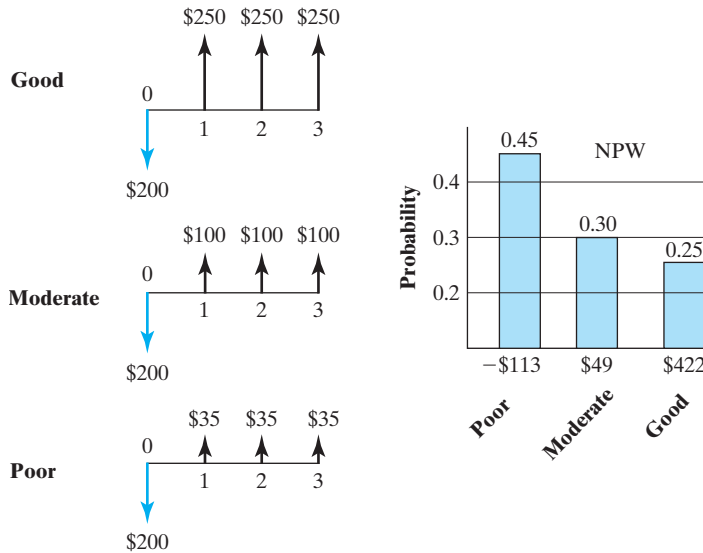 $250 $250 $250
Good
0
1 2 3
$200
$100 $100 $100
0
Moderate
1 2 3
$200
$35 $35 $35
0
Poor
1 2 3
$200
0.45
NPW
0.4
0.30
0.3
0.25
0.2
Probability
−$113 $49 $422
Poor Moderate Good